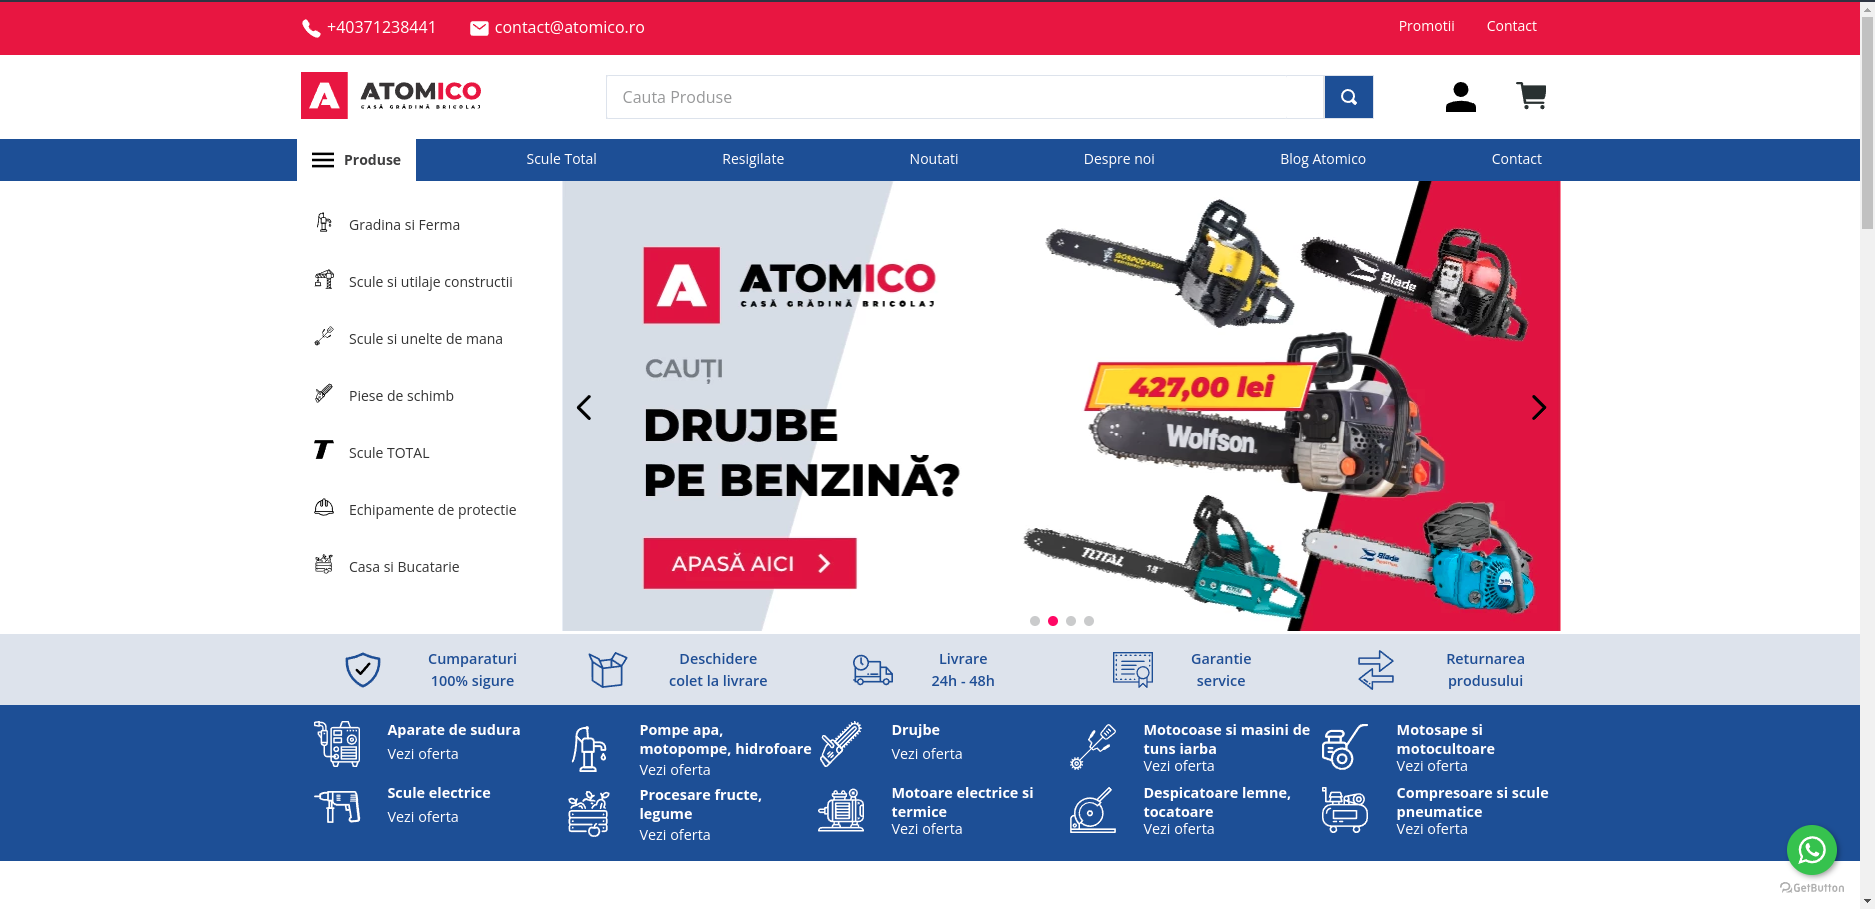 +40371238441
contact@atomico.ro
Promotii
Contact
A
ATOMICO
CASĂ GRĂDINĂ BRICOLAJ
Cauta Produse
Produse
Scule Total
Resigilate
Noutati
Despre noi
Blog Atomico
Contact
Gradina si Ferma
Scule si utilaje constructii
Scule si unelte de mana
Piese de schimb
Scule TOTAL
Echipamente de protectie
Casa si Bucatarie
A
ATOMICO
CASĂ GRĂDINĂ BRICOLAJ
CAUȚI
DRUJBE
PE BENZINĂ?
APASĂ AICI
GOSPODARUL
Blade
427,00 lei
Wolfson
TOTAL 18"
Blade
Cumparaturi
100% sigure
Deschidere
colet la livrare
Livrare
24h - 48h
Garantie
service
Returnarea
produsului
Aparate de sudura
Vezi oferta
Pompe apa,
motopompe, hidrofoare
Vezi oferta
Drujbe
Vezi oferta
Motocoase si masini de
tuns iarba
Vezi oferta
Motosape si
motocultoare
Vezi oferta
Scule electrice
Vezi oferta
Procesare fructe,
legume
Vezi oferta
Motoare electrice si
termice
Vezi oferta
Despicatoare lemne,
tocatoare
Vezi oferta
Compresoare si scule
pneumatice
Vezi oferta
GetButton